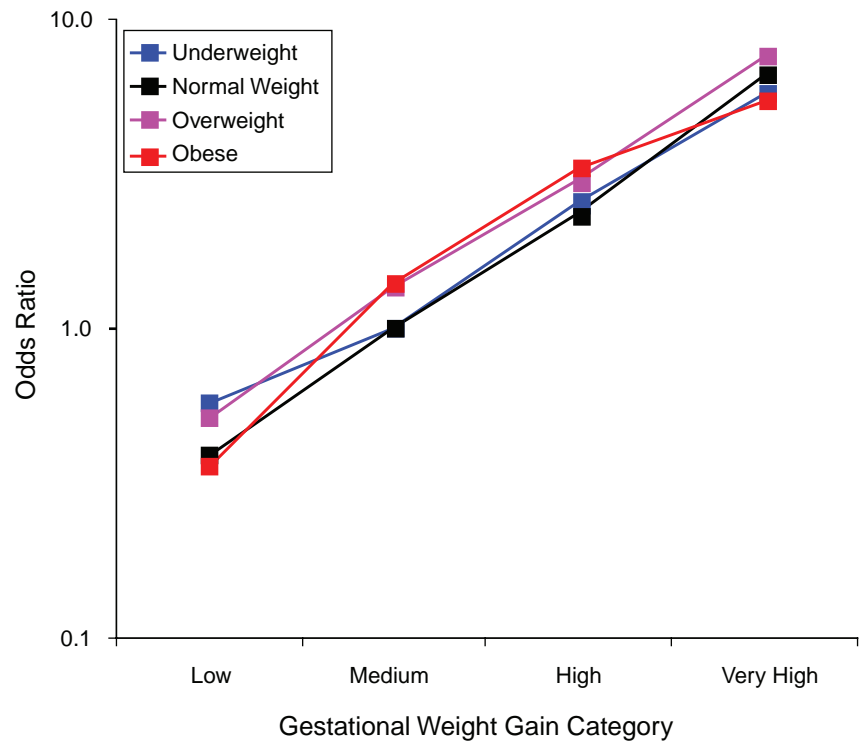 10.0
Underweight
Normal Weight
Overweight
Obese
Odds Ratio
1.0
0.1
Low Medium High Very High
Gestational Weight Gain Category